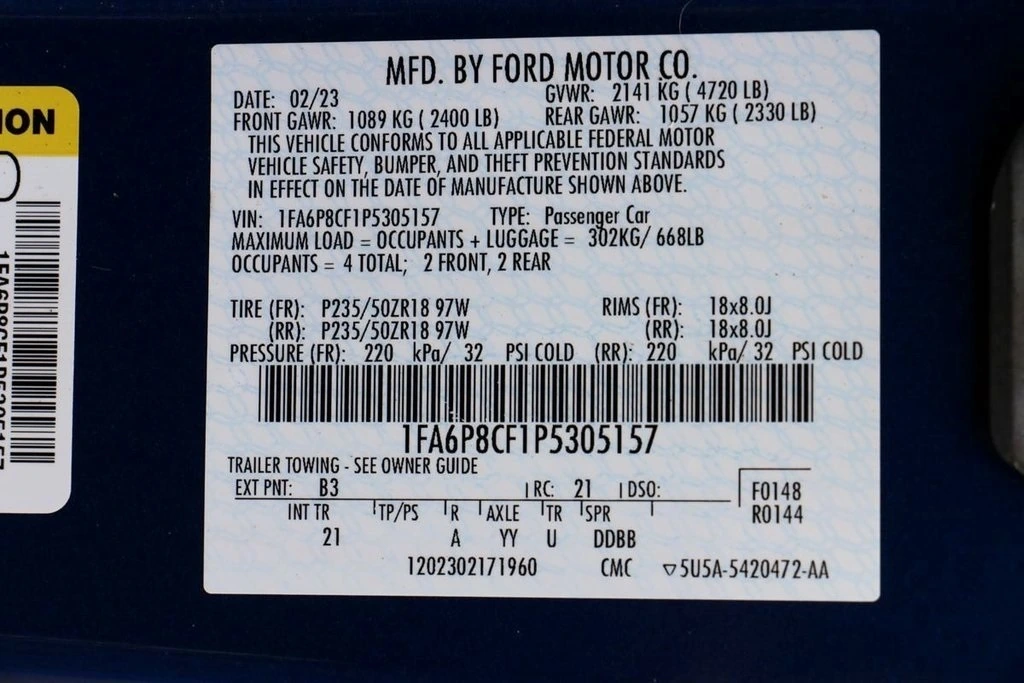 MFD. BY FORD MOTOR CO.
DATE: 02/23 GVWR: 2141 KG ( 4720 LB)
FRONT GAWR: 1089 KG ( 2400 LB) REAR GAWR: 1057 KG ( 2330 LB)
THIS VEHICLE CONFORMS TO ALL APPLICABLE FEDERAL MOTOR
VEHICLE SAFETY, BUMPER, AND THEFT PREVENTION STANDARDS
IN EFFECT ON THE DATE OF MANUFACTURE SHOWN ABOVE.
VIN: 1FA6P8CF1P5305157 TYPE: Passenger Car
MAXIMUM LOAD = OCCUPANTS + LUGGAGE = 302KG/ 668LB
OCCUPANTS = 4 TOTAL; 2 FRONT, 2 REAR
TIRE (FR): P235/50ZR18 97W RIMS (FR): 18x8.0J
(RR): P235/50ZR18 97W (RR): 18x8.0J
PRESSURE (FR): 220 kPa/ 32 PSI COLD (RR): 220 kPa/ 32 PSI COLD
1FA6P8CF1P5305157
TRAILER TOWING - SEE OWNER GUIDE
EXT PNT: B3 RC: 21 DSO: F0148
INT TR TP/PS R AXLE TR SPR R0144
21 A YY U DDBB
1202302171960 CMC ▽5U5A-5420472-AA
ION
1FA6P8CF1P5305157